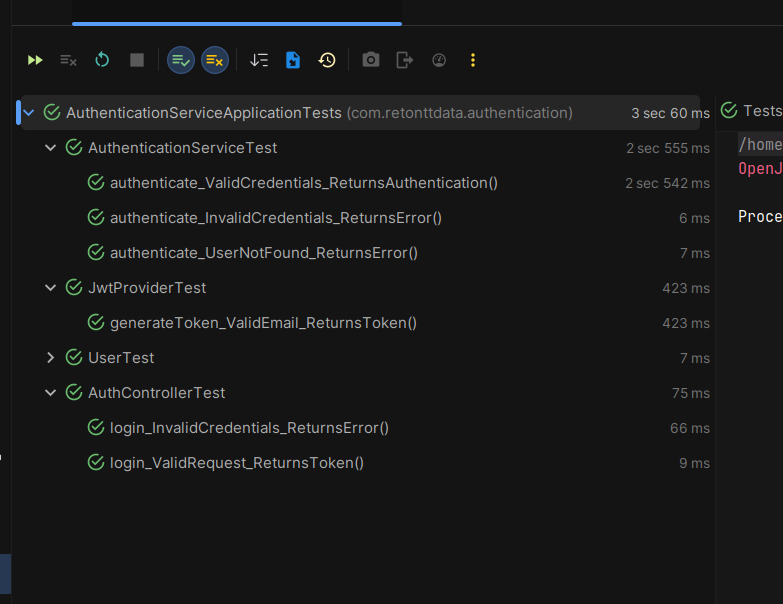 AuthenticationServiceApplicationTests (com.retonttdata.authentication) 3 sec 60 ms
AuthenticationServiceTest 2 sec 555 ms
authenticate_ValidCredentials_ReturnsAuthentication() 2 sec 542 ms
authenticate_InvalidCredentials_ReturnsError() 6 ms
authenticate_UserNotFound_ReturnsError() 7 ms
JwtProviderTest 423 ms
generateToken_ValidEmail_ReturnsToken() 423 ms
UserTest 7 ms
AuthControllerTest 75 ms
login_InvalidCredentials_ReturnsError() 66 ms
login_ValidRequest_ReturnsToken() 9 ms
Tests
/home
OpenJ
Proce